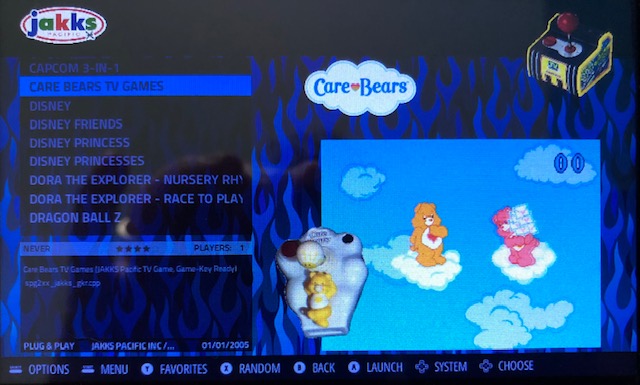 jakks
PACIFIC
CAPCOM 3-IN-1
CARE BEARS TV GAMES
DISNEY
DISNEY FRIENDS
DISNEY PRINCESS
DISNEY PRINCESSES
DORA THE EXPLORER - NURSERY RHY
DORA THE EXPLORER - RACE TO PLAY
DRAGON BALL Z
NEVER
PLAYERS: 1
Care Bears TV Games (JAKKS Pacific TV Game, Game-Key Ready)
spg2xx_jakks_gkr.cpp
PLUG & PLAY JAKKS PACIFIC INC /... 01/01/2005
Care Bears
00
OPTIONS MENU Y FAVORITES X RANDOM B BACK A LAUNCH SYSTEM CHOOSE